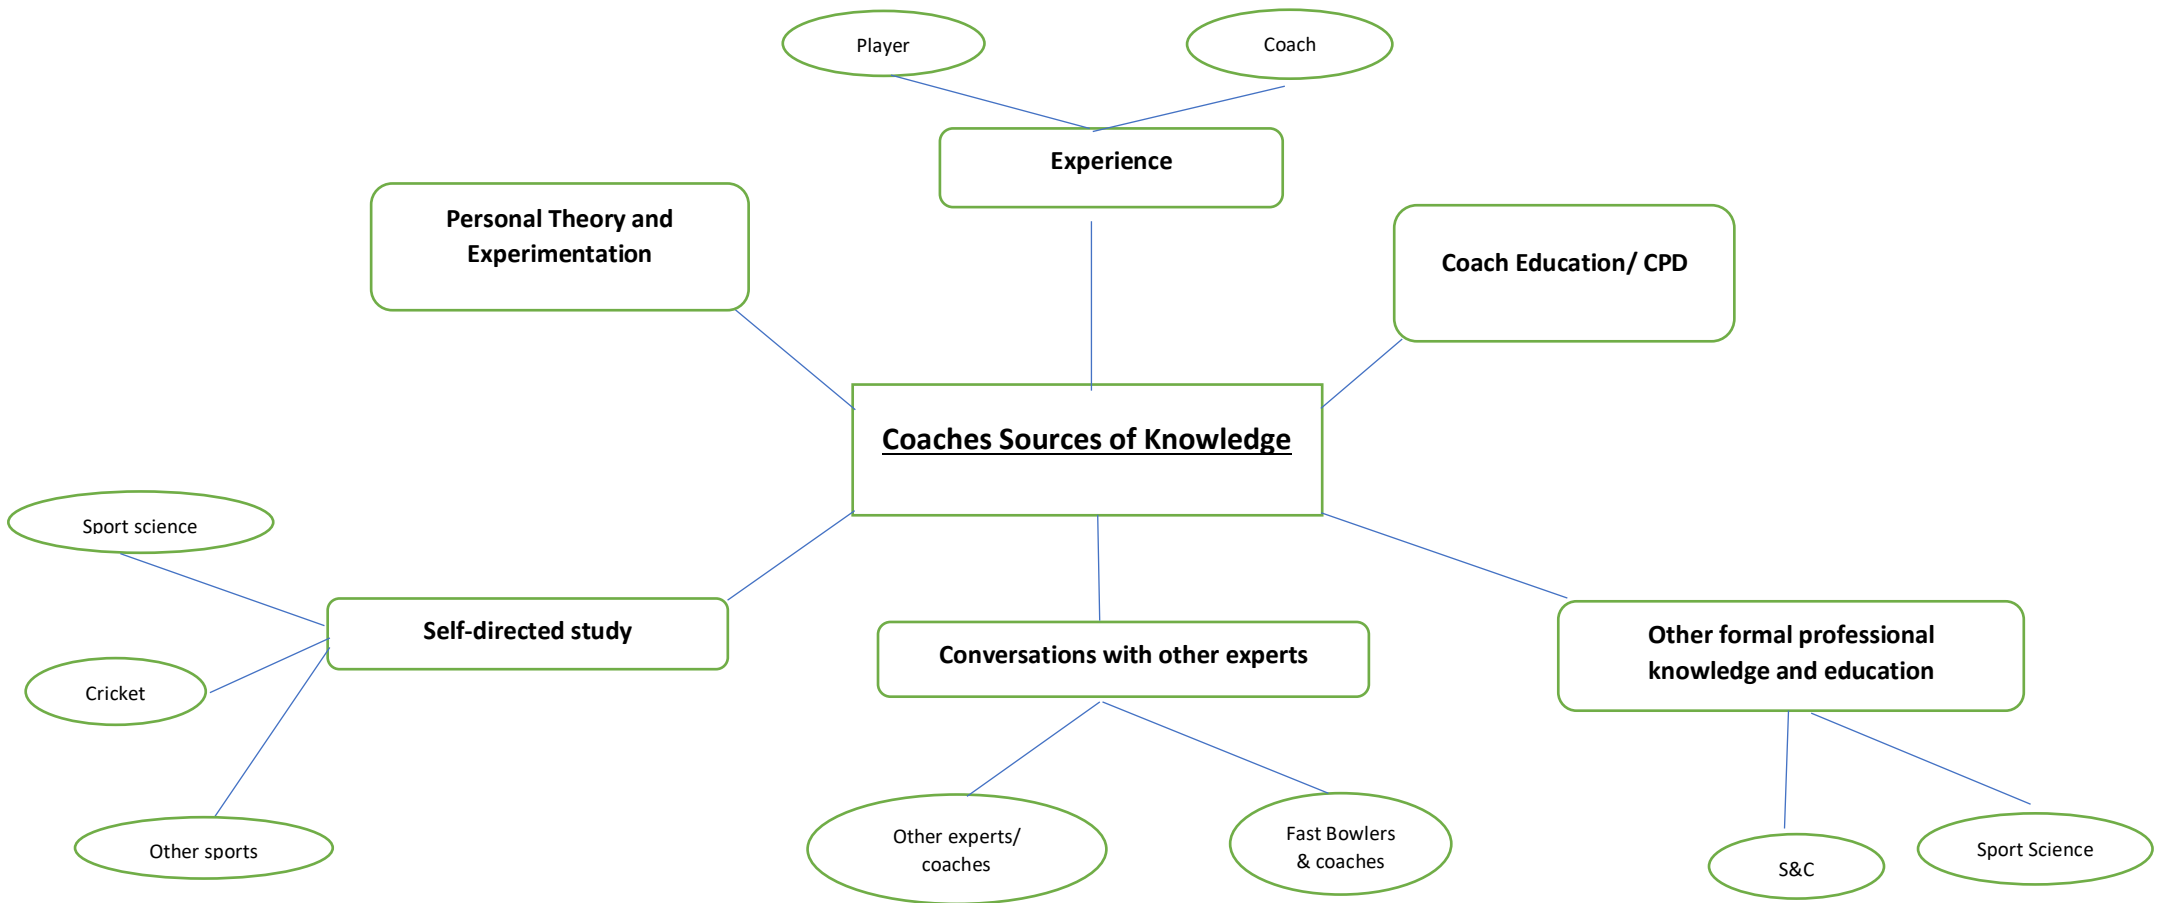 Player
Coach
Experience
Personal Theory and
Experimentation
Coach Education/ CPD
Coaches Sources of Knowledge
Sport science
Self-directed study
Cricket
Other sports
Conversations with other experts
Other experts/
coaches
Fast Bowlers
& coaches
Other formal professional
knowledge and education
S&C
Sport Science